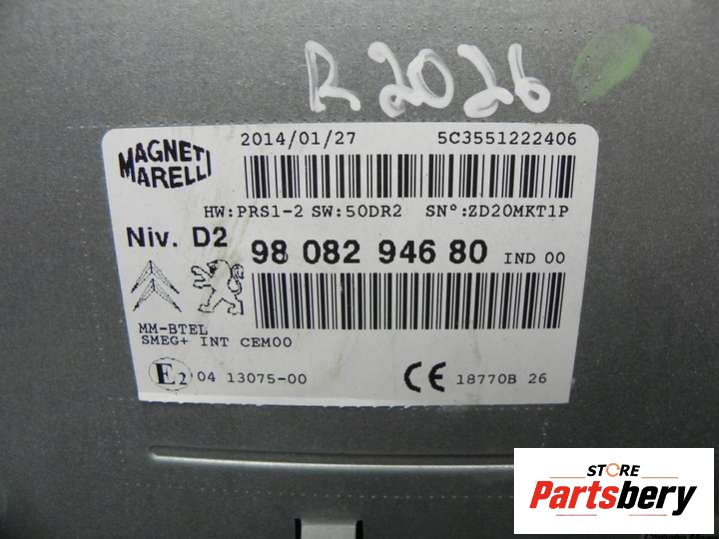 R2026
MAGNETI
MARELLI
2014/01/27 5C3551222406
HW:PRS1-2 SW:50DR2 SN°:ZD20MKT1P
Niv. D2 98 082 946 80 IND 00
MM-BTEL
SMEG+ INT CEM00
E2 04 13075-00 CE 18770B 26
STORE
Partsbery